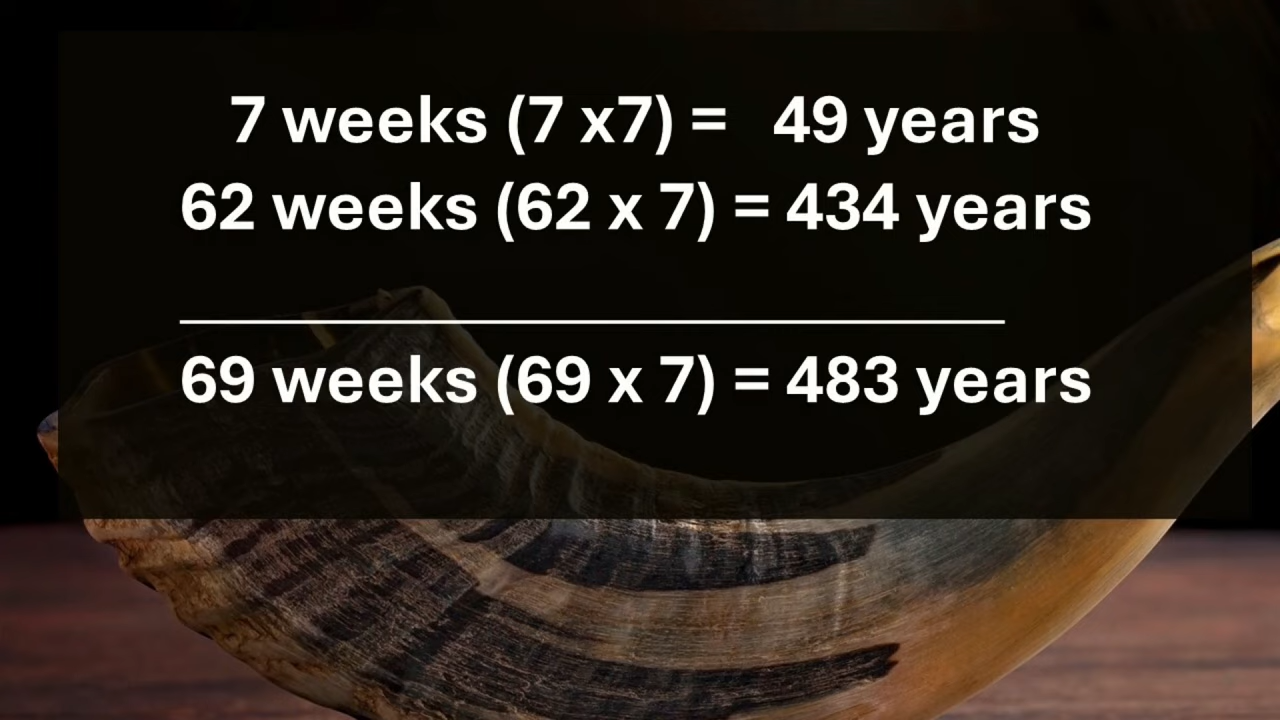 7 weeks (7 x7) = 49 years
62 weeks (62 x 7) = 434 years
69 weeks (69 x 7) = 483 years